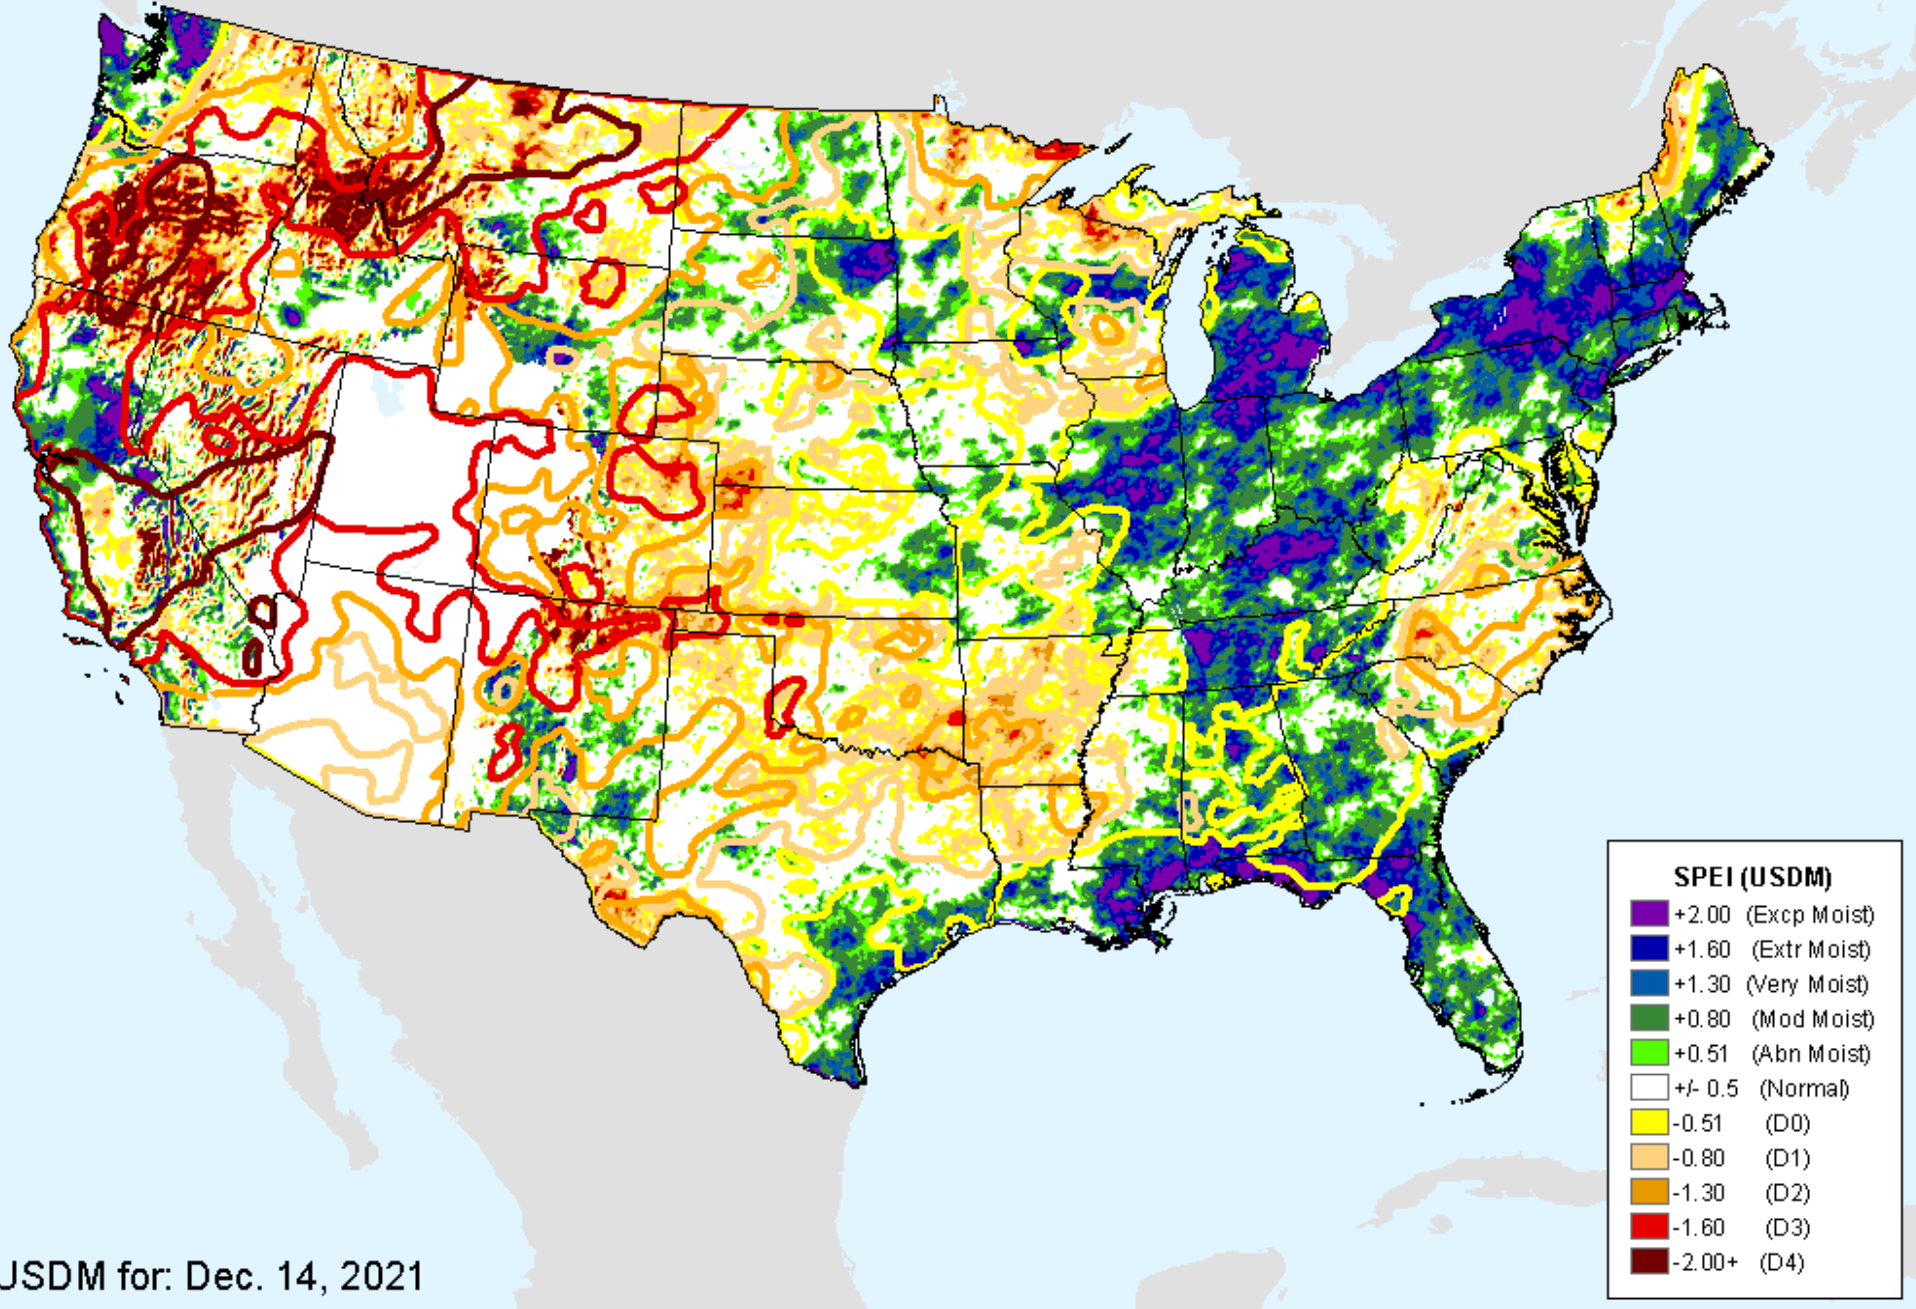 SPEI (USDM)
+2.00 (Excp Moist)
+1.60 (Extr Moist)
+1.30 (Very Moist)
+0.80 (Mod Moist)
+0.51 (Abn Moist)
+/- 0.5 (Normal)
-0.51 (D0)
-0.80 (D1)
-1.30 (D2)
-1.60 (D3)
-2.00+ (D4)
USDM for: Dec. 14, 2021